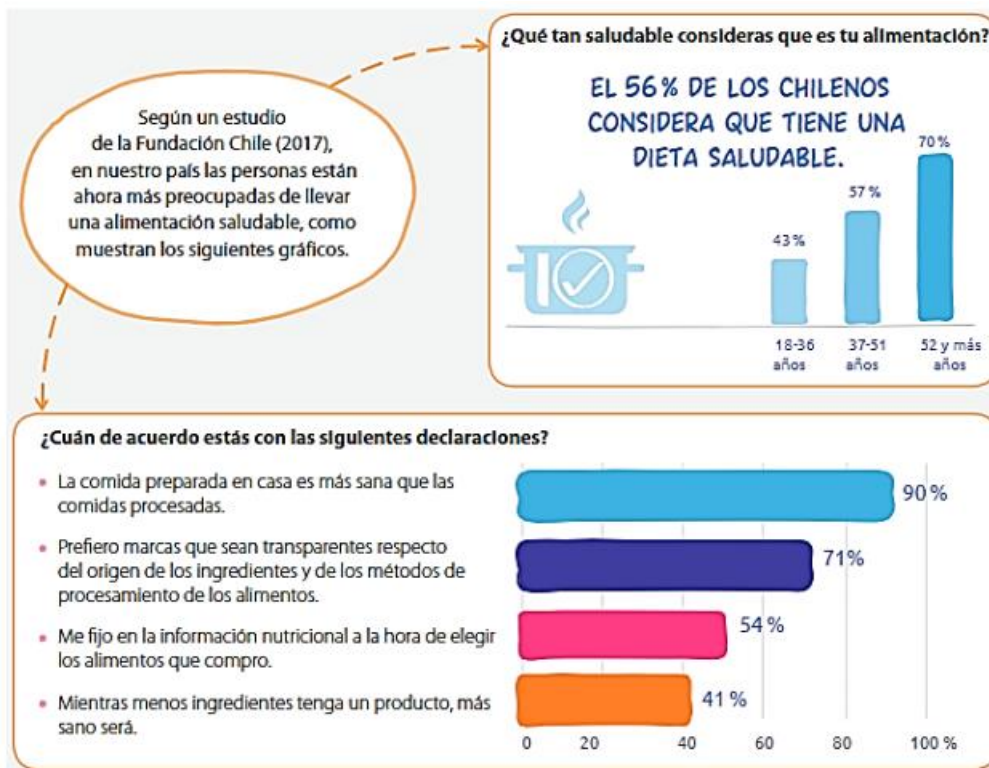 Según un estudio
de la Fundación Chile (2017),
en nuestro país las personas están
ahora más preocupadas de llevar
una alimentación saludable, como
muestran los siguientes gráficos.
¿Qué tan saludable consideras que es tu alimentación?
EL 56% DE LOS CHILENOS
CONSIDERA QUE TIENE UNA
DIETA SALUDABLE.
43%
57%
70%
18-36
años
37-51
años
52 y más
años
¿Cuán de acuerdo estás con las siguientes declaraciones?
• La comida preparada en casa es más sana que las
comidas procesadas.
90%
• Prefiero marcas que sean transparentes respecto
del origen de los ingredientes y de los métodos de
procesamiento de los alimentos.
71%
• Me fijo en la información nutricional a la hora de elegir
los alimentos que compro.
54%
• Mientras menos ingredientes tenga un producto, más
sano será.
41%
0 20 40 60 80 100%